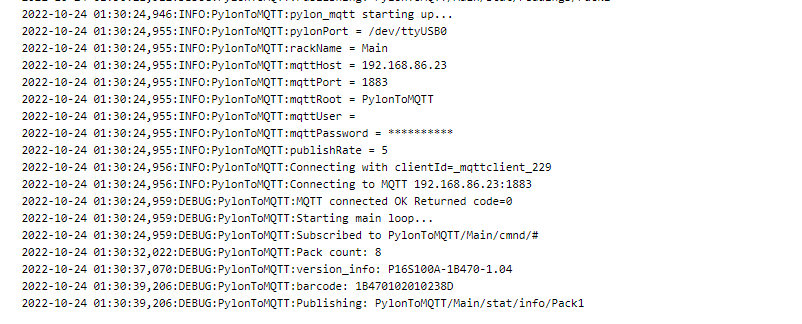 2022-10-24 01:30:24,946:INFO:PylonToMQTT:pylon_mqtt starting up...
2022-10-24 01:30:24,955:INFO:PylonToMQTT:pylonPort = /dev/ttyUSB0
2022-10-24 01:30:24,955:INFO:PylonToMQTT:rackName = Main
2022-10-24 01:30:24,955:INFO:PylonToMQTT:mqttHost = 192.168.86.23
2022-10-24 01:30:24,955:INFO:PylonToMQTT:mqttPort = 1883
2022-10-24 01:30:24,955:INFO:PylonToMQTT:mqttRoot = PylonToMQTT
2022-10-24 01:30:24,955:INFO:PylonToMQTT:mqttUser =
2022-10-24 01:30:24,955:INFO:PylonToMQTT:mqttPassword = **********
2022-10-24 01:30:24,955:INFO:PylonToMQTT:publishRate = 5
2022-10-24 01:30:24,956:INFO:PylonToMQTT:Connecting with clientId=_mqttclient_229
2022-10-24 01:30:24,956:INFO:PylonToMQTT:Connecting to MQTT 192.168.86.23:1883
2022-10-24 01:30:24,959:DEBUG:PylonToMQTT:MQTT connected OK Returned code=0
2022-10-24 01:30:24,959:DEBUG:PylonToMQTT:Starting main loop...
2022-10-24 01:30:24,959:DEBUG:PylonToMQTT:Subscribed to PylonToMQTT/Main/cmnd/#
2022-10-24 01:30:32,022:DEBUG:PylonToMQTT:Pack count: 8
2022-10-24 01:30:37,070:DEBUG:PylonToMQTT:version_info: P16S100A-1B470-1.04
2022-10-24 01:30:39,206:DEBUG:PylonToMQTT:barcode: 1B470102010238D
2022-10-24 01:30:39,206:DEBUG:PylonToMQTT:Publishing: PylonToMQTT/Main/stat/info/Pack1